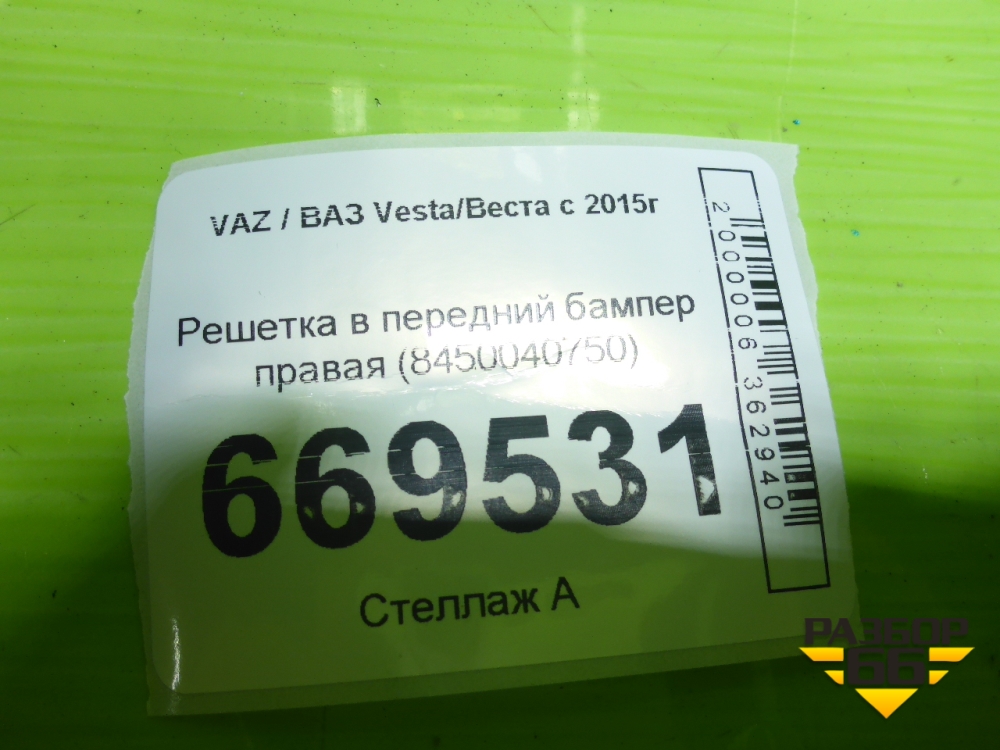 VAZ / ВАЗ Vesta/Веста с 2015г
Решетка в передний бампер
правая (8450040750)
669531
Стеллаж А
2000006362940
РАЗБОР
66